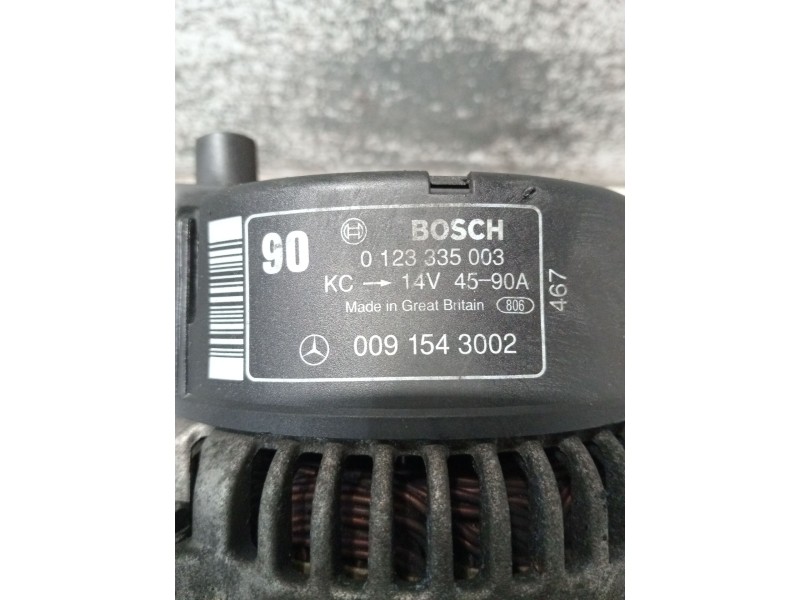 90
BOSCH
0 123 335 003
KC → 14V 45-90A
Made in Great Britain 806
009 154 3002
467